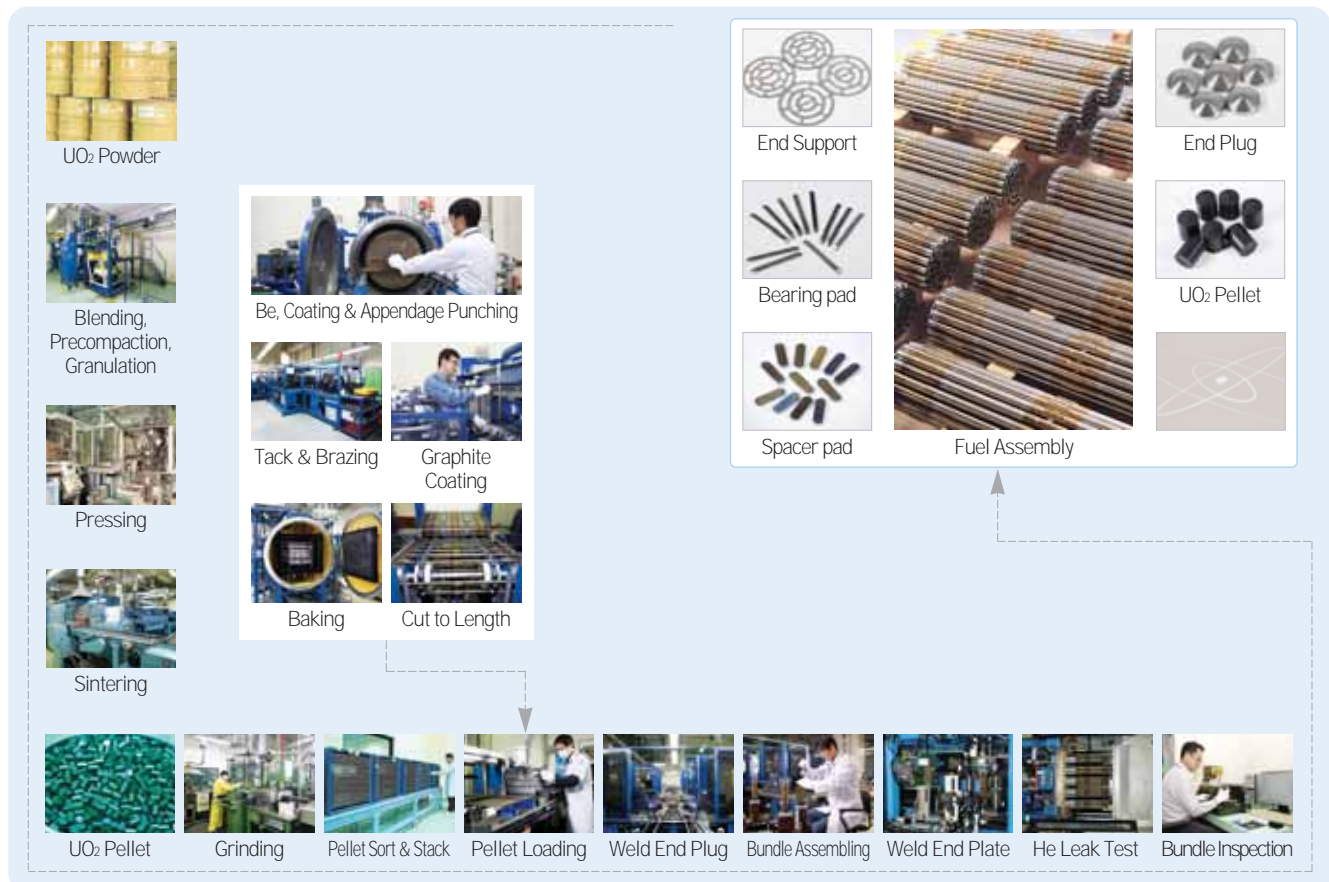 UO₂ Powder
Blending,
Precompaction,
Granulation
Pressing
Sintering
Be, Coating & Appendage Punching
Tack & Brazing
Graphite
Coating
Baking
Cut to Length
End Support
Bearing pad
Spacer pad
Fuel Assembly
End Plug
UO₂ Pellet
UO₂ Pellet
Grinding
Pellet Sort & Stack
Pellet Loading
Weld End Plug
Bundle Assembling
Weld End Plate
He Leak Test
Bundle Inspection